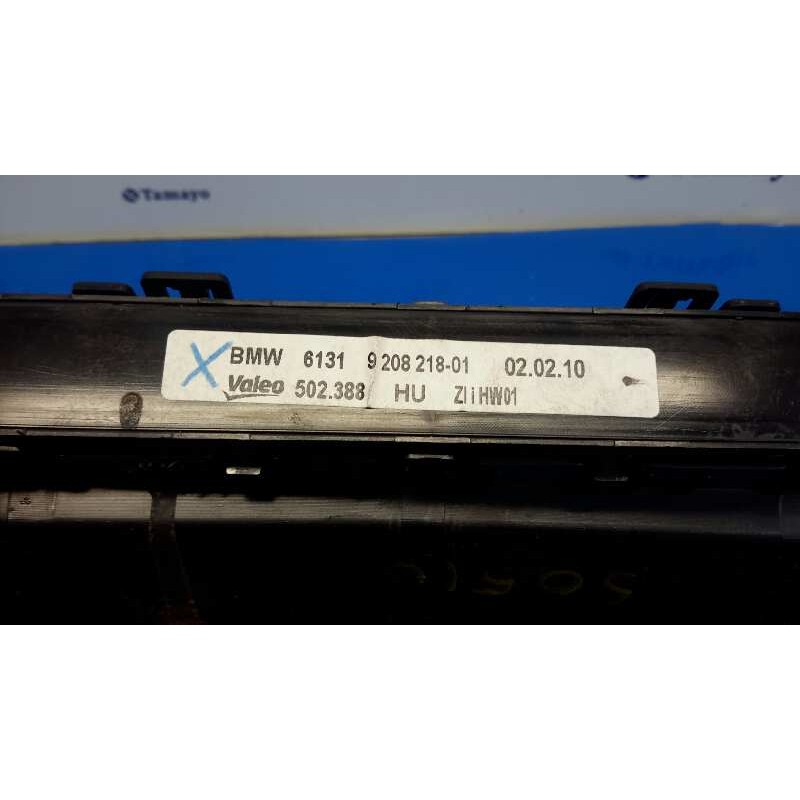 Tamayo
BMW 6131 9 208 218-01 02.02.10
Valeo 502.388 HU ZIiHW01